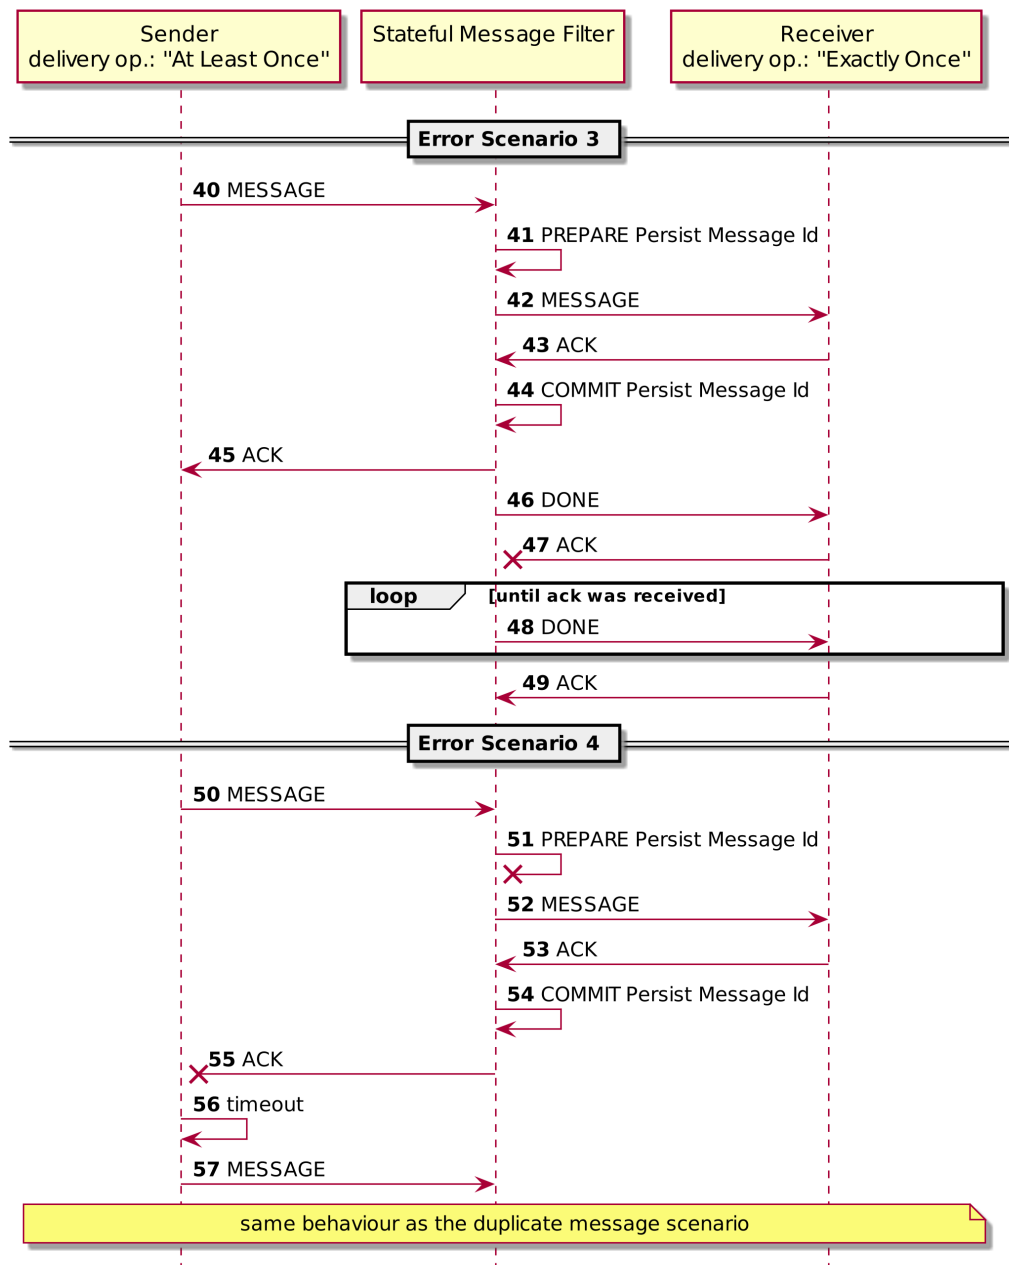 Sender
delivery op.: "At Least Once"
Stateful Message Filter
Receiver
delivery op.: "Exactly Once"
Error Scenario 3
40 MESSAGE
41 PREPARE Persist Message Id
42 MESSAGE
43 ACK
44 COMMIT Persist Message Id
45 ACK
46 DONE
47 ACK
loop [until ack was received]
48 DONE
49 ACK
Error Scenario 4
50 MESSAGE
51 PREPARE Persist Message Id
52 MESSAGE
53 ACK
54 COMMIT Persist Message Id
55 ACK
56 timeout
57 MESSAGE
same behaviour as the duplicate message scenario